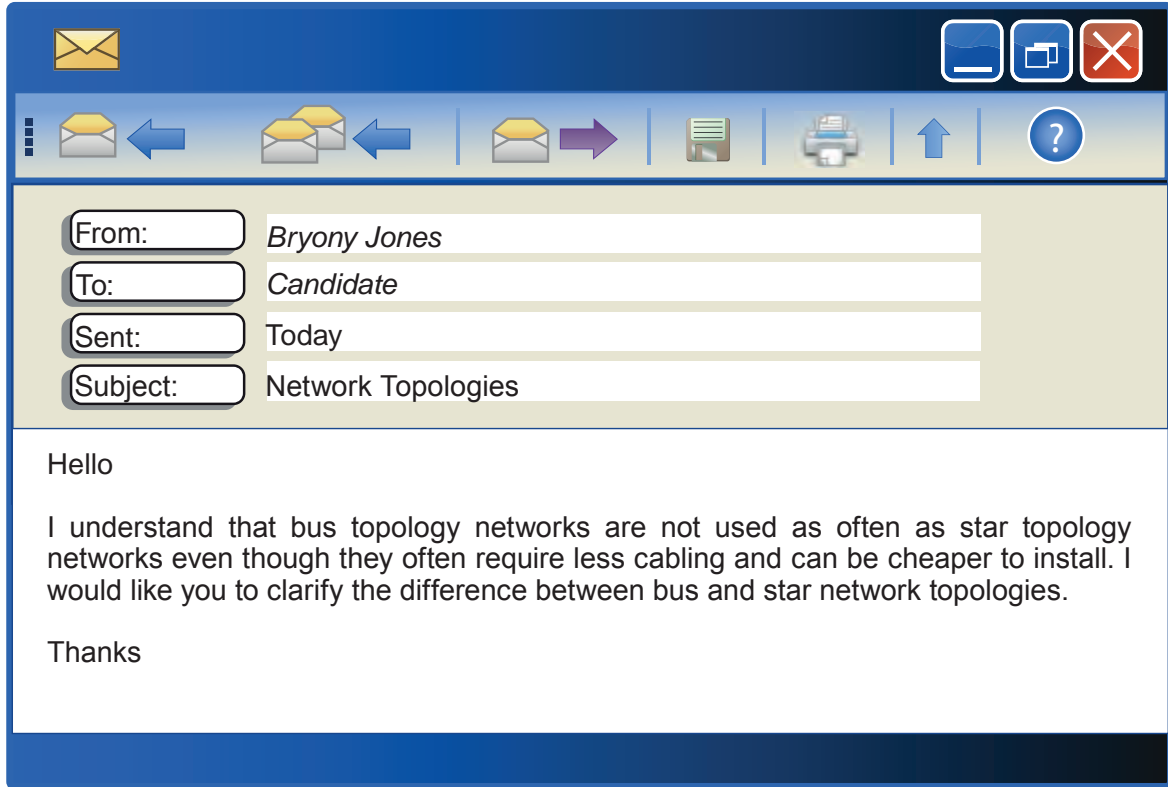 ?
From: Bryony Jones
To: Candidate
Sent: Today
Subject: Network Topologies
Hello
I understand that bus topology networks are not used as often as star topology
networks even though they often require less cabling and can be cheaper to install. I
would like you to clarify the difference between bus and star network topologies.
Thanks